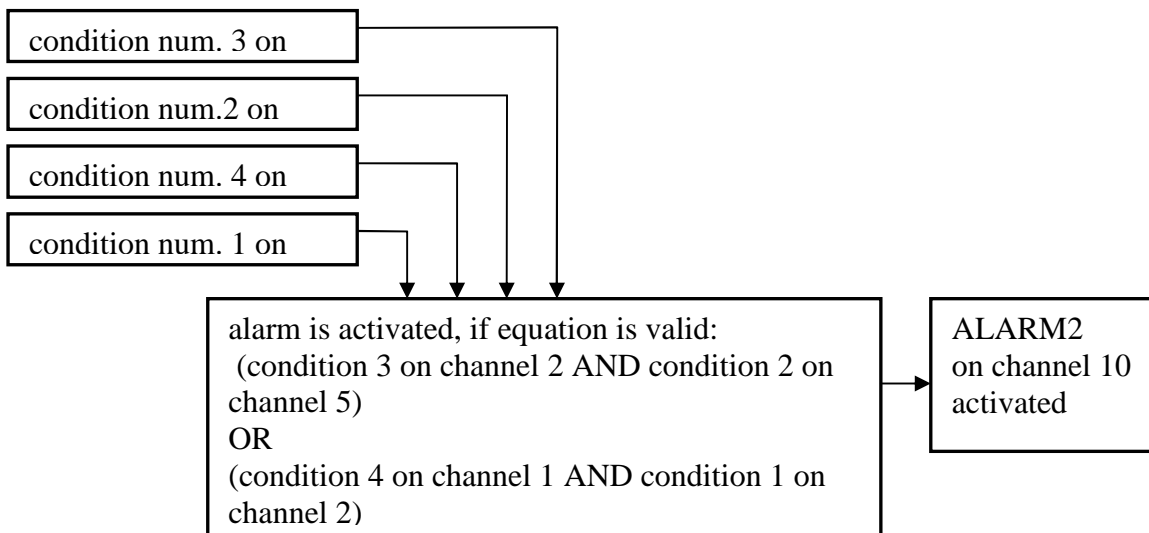 condition num. 3 on
condition num.2 on
condition num. 4 on
condition num. 1 on
alarm is activated, if equation is valid:
(condition 3 on channel 2 AND condition 2 on
channel 5)
OR
(condition 4 on channel 1 AND condition 1 on
channel 2)
ALARM2
on channel 10
activated